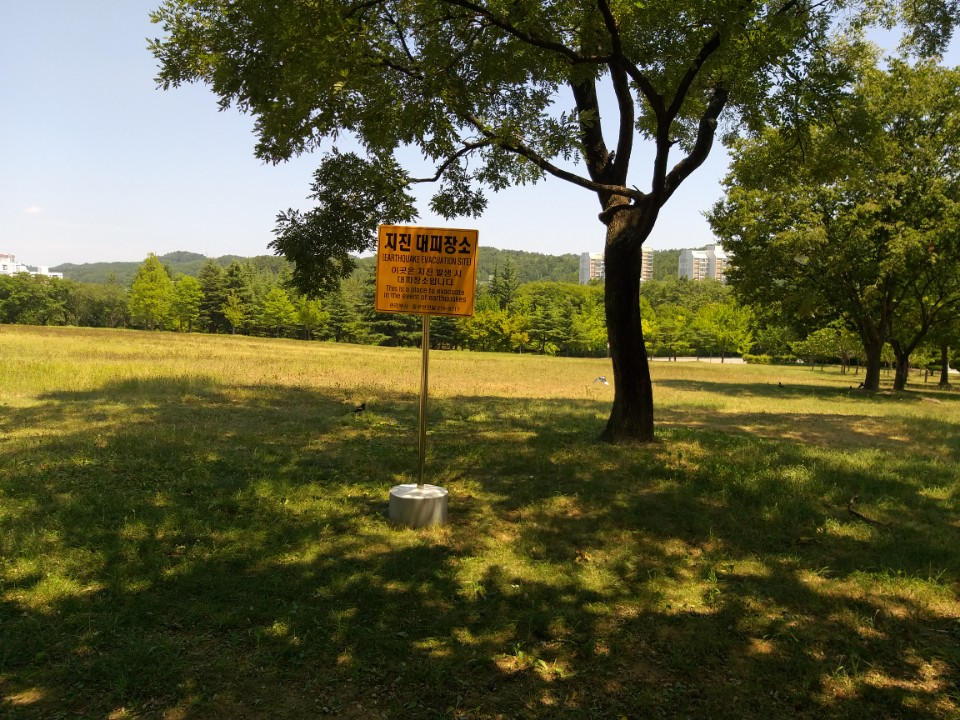 지진 대피장소
(EARTHQUAKE EVACUATION SITE)
이곳은 지진 발생 시
대피장소입니다.
This is a place to evacuate
in the event of earthquakes